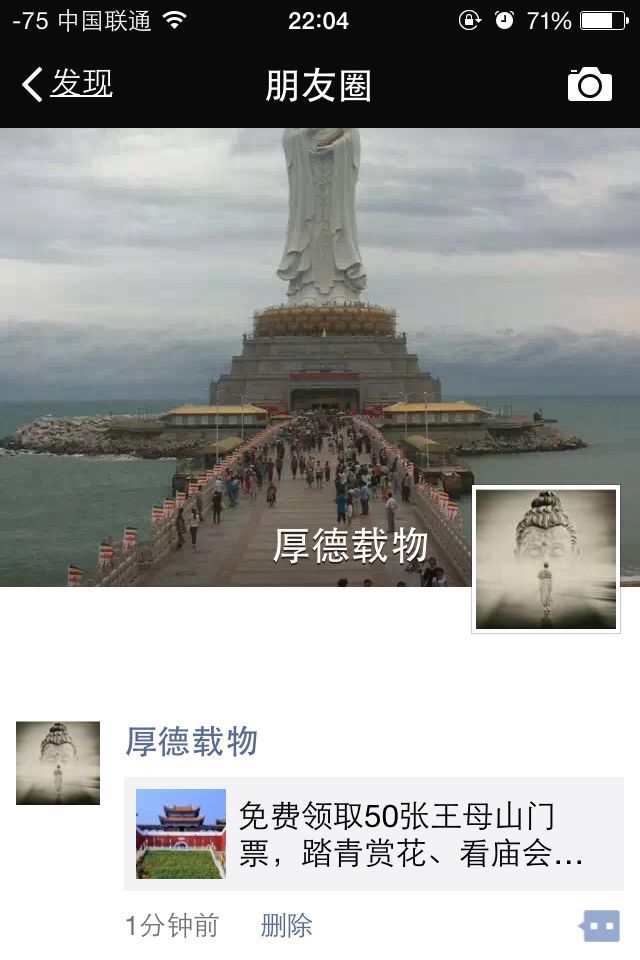 -75 中国联通 22:04 71%
发现 朋友圈
厚德载物
厚德载物
免费领取50张王母山门
票，踏青赏花、看庙会...
1分钟前 删除